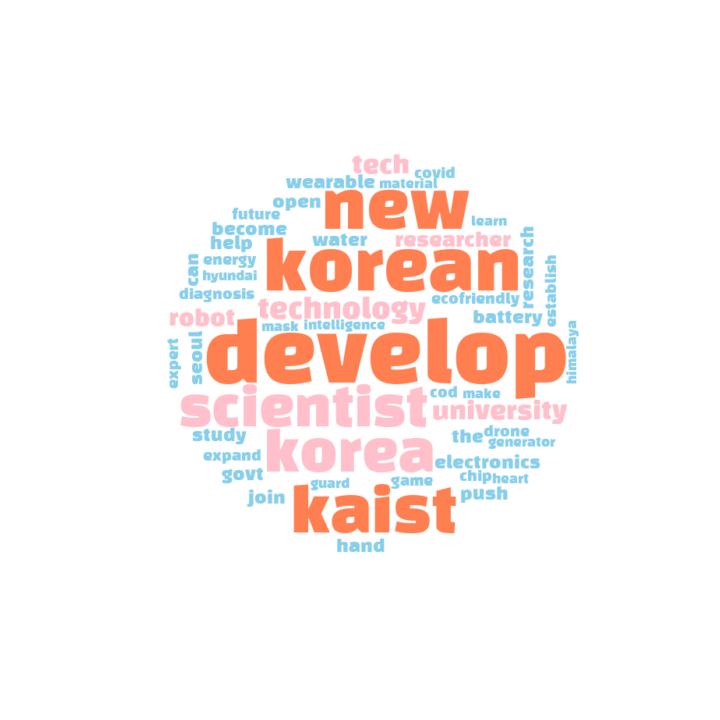 tech
covid
wearable
material
open
new
future
learn
become
help
water
researcher
korean
research
can
energy
hyundai
establish
diagnosis
ecofriendly
technology
robot
battery
mask
intelligence
develop
himalaya
expert
seoul
scientist
cod
make
university
study
korea
the
drone
generator
expand
electronics
govt
chip
heart
guard
game
join
kaist
push
hand